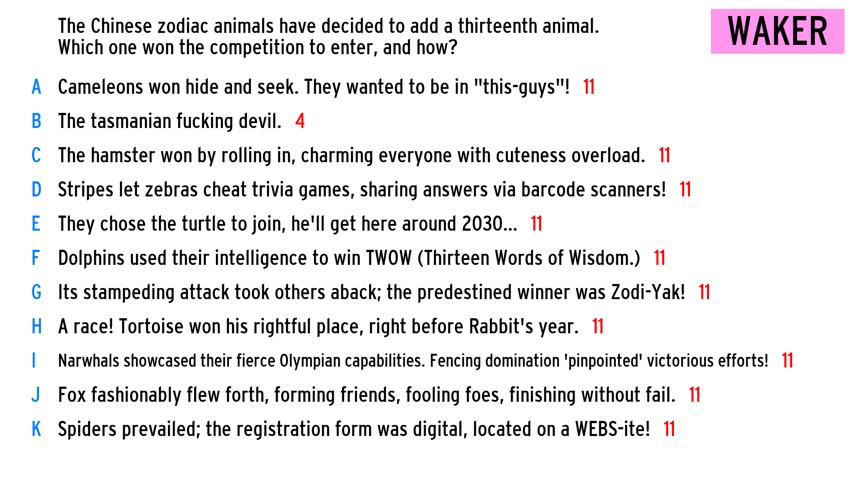 The Chinese zodiac animals have decided to add a thirteenth animal.
Which one won the competition to enter, and how?
WAKER
A Cameleons won hide and seek. They wanted to be in "this-guys"! 11
B The tasmanian fucking devil. 4
C The hamster won by rolling in, charming everyone with cuteness overload. 11
D Stripes let zebras cheat trivia games, sharing answers via barcode scanners! 11
E They chose the turtle to join, he'll get here around 2030... 11
F Dolphins used their intelligence to win TWOW (Thirteen Words of Wisdom.) 11
G Its stampeding attack took others aback; the predestined winner was Zodi-Yak! 11
H A race! Tortoise won his rightful place, right before Rabbit's year. 11
I Narwhals showcased their fierce Olympian capabilities. Fencing domination 'pinpointed' victorious efforts! 11
J Fox fashionably flew forth, forming friends, fooling foes, finishing without fail. 11
K Spiders prevailed; the registration form was digital, located on a WEBS-ite! 11